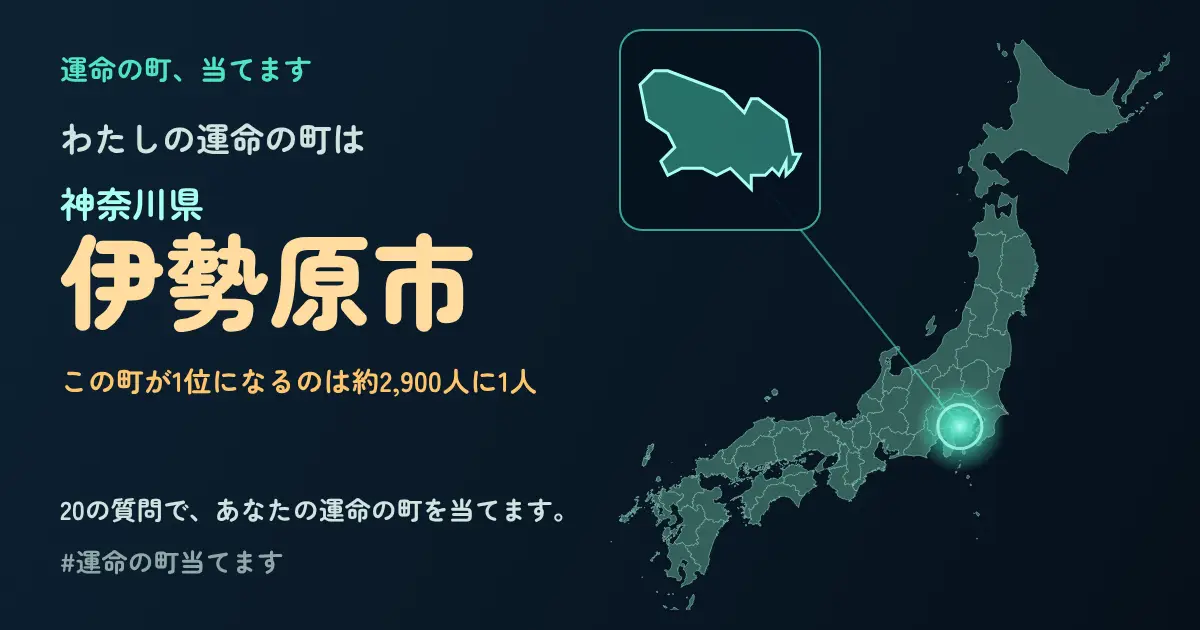 運命の町、当てます
わたしの運命の町は
神奈川県
伊勢原市
この町が1位になるのは約2,900人に1人
20の質問で、あなたの運命の町を当てます。
#運命の町当てます